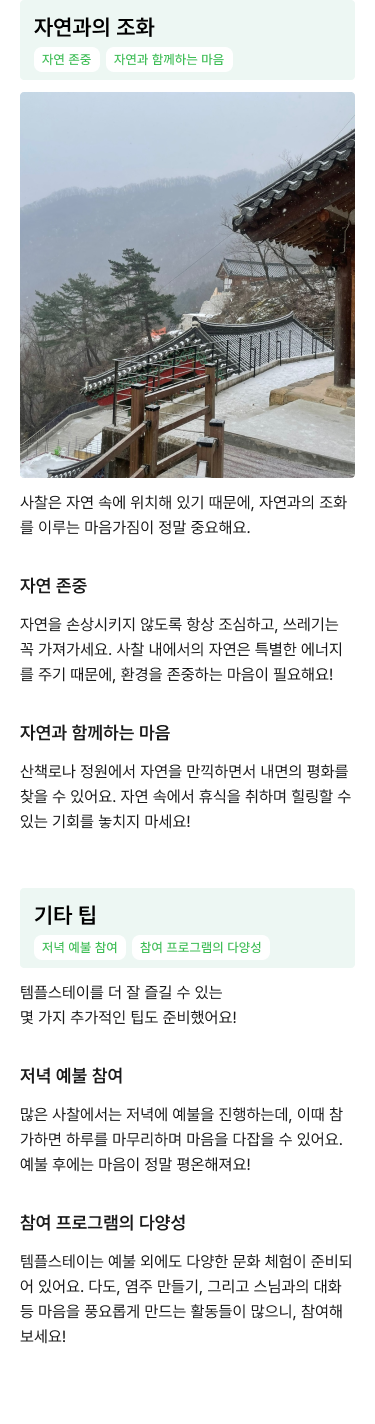 자연과의 조화
자연 존중 자연과 함께하는 마음
사찰은 자연 속에 위치해 있기 때문에, 자연과의 조화
를 이루는 마음가짐이 정말 중요해요.
자연 존중
자연을 손상시키지 않도록 항상 조심하고, 쓰레기는
꼭 가져가세요. 사찰 내에서의 자연은 특별한 에너지
를 주기 때문에, 환경을 존중하는 마음이 필요해요!
자연과 함께하는 마음
산책로나 정원에서 자연을 만끽하면서 내면의 평화를
찾을 수 있어요. 자연 속에서 휴식을 취하며 힐링할 수
있는 기회를 놓치지 마세요!
기타 팁
저녁 예불 참여 참여 프로그램의 다양성
템플스테이를 더 잘 즐길 수 있는
몇 가지 추가적인 팁도 준비했어요!
저녁 예불 참여
많은 사찰에서는 저녁에 예불을 진행하는데, 이때 참
가하면 하루를 마무리하며 마음을 다잡을 수 있어요.
예불 후에는 마음이 정말 평온해져요!
참여 프로그램의 다양성
템플스테이는 예불 외에도 다양한 문화 체험이 준비되
어 있어요. 다도, 염주 만들기, 그리고 스님과의 대화
등 마음을 풍요롭게 만드는 활동들이 많으니, 참여해
보세요!